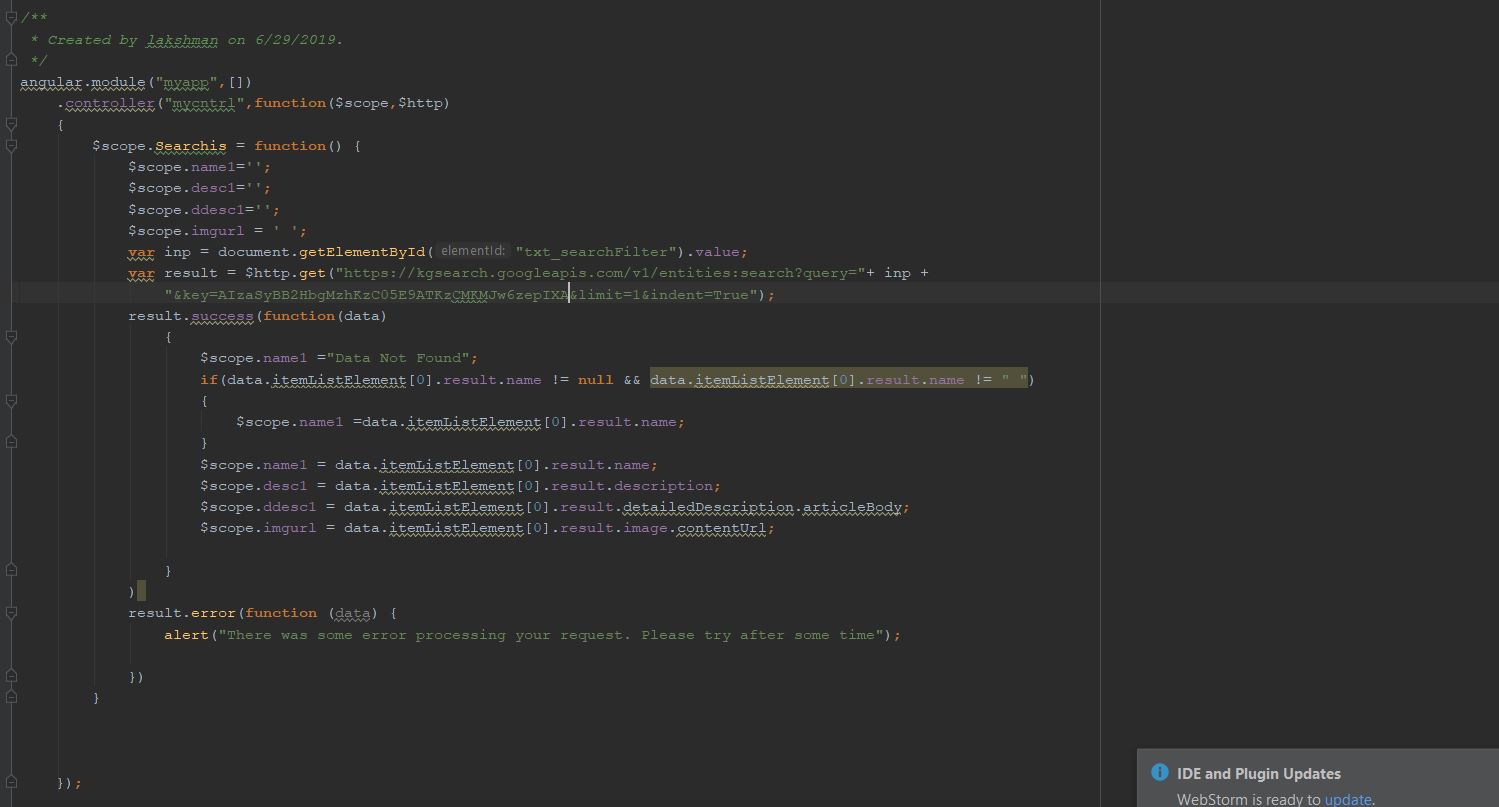 /**
 * Created by lakshman on 6/29/2019.
 */
angular.module("myapp",[])
    .controller("mycntrl",function($scope,$http)
    {
        $scope.Searchis = function() {
            $scope.name1='';
            $scope.desc1='';
            $scope.ddesc1='';
            $scope.imgurl = ' ';
            var inp = document.getElementById( elementId: "txt_searchFilter").value;
            var result = $http.get("https://kgsearch.googleapis.com/v1/entities:search?query="+ inp +
                "&key=AIzaSyBB2HbgMzhKzC05E9ATKzCMKMJw6zepIXA&limit=1&indent=True");
            result.success(function(data)
                {
                    $scope.name1 ="Data Not Found";
                    if(data.itemListElement[0].result.name != null && data.itemListElement[0].result.name != " ")
                    {
                        $scope.name1 =data.itemListElement[0].result.name;
                    }
                    $scope.name1 = data.itemListElement[0].result.name;
                    $scope.desc1 = data.itemListElement[0].result.description;
                    $scope.ddesc1 = data.itemListElement[0].result.detailedDescription.articleBody;
                    $scope.imgurl = data.itemListElement[0].result.image.contentUrl;
                }
            )
            result.error(function (data) {
                alert("There was some error processing your request. Please try after some time");
            })
        }
    });
IDE and Plugin Updates
WebStorm is ready to update.